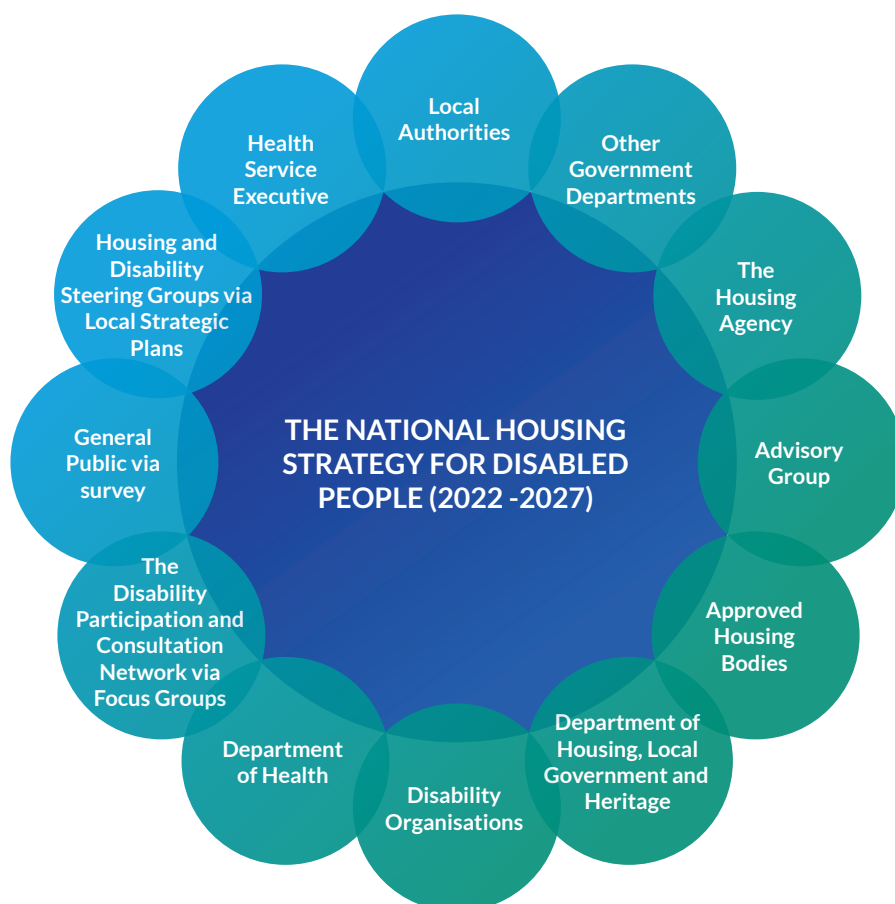 Local
Authorities
Other
Government
Departments
The
Housing
Agency
Advisory
Group
Approved
Housing
Bodies
Department of
Housing, Local
Government and
Heritage
Disability
Organisations
Department
of Health
The
Disability
Participation and
Consultation
Network via
Focus Groups
General
Public via
survey
Housing and
Disability
Steering Groups via
Local Strategic
Plans
Health
Service
Executive
THE NATIONAL HOUSING
STRATEGY FOR DISABLED
PEOPLE (2022 -2027)